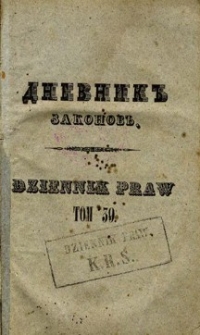 ДНЕВНИКЪ
ЗАКОНОВЪ.
DZIENNIK PRAW
TOM 30.
DZIENNIK PRAW
K.R.S.